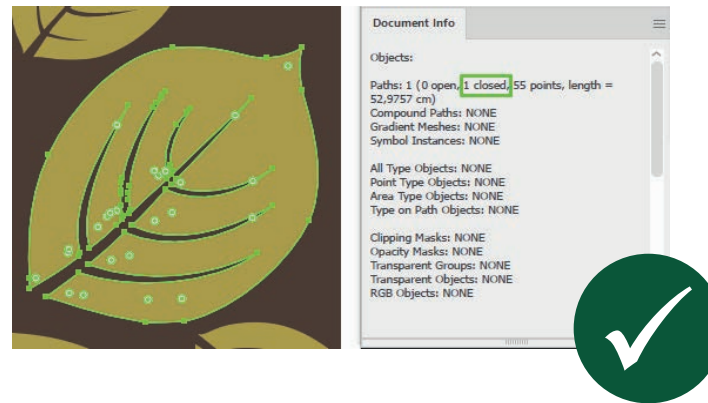 Document Info
Objects:
Paths: 1 (0 open, 1 closed, 55 points, length =
52,9757 cm)
Compound Paths: NONE
Gradient Meshes: NONE
Symbol Instances: NONE
All Type Objects: NONE
Point Type Objects: NONE
Area Type Objects: NONE
Type on Path Objects: NONE
Clipping Masks: NONE
Opacity Masks: NONE
Transparent Groups: NONE
Transparent Objects: NONE
RGB Objects: NONE